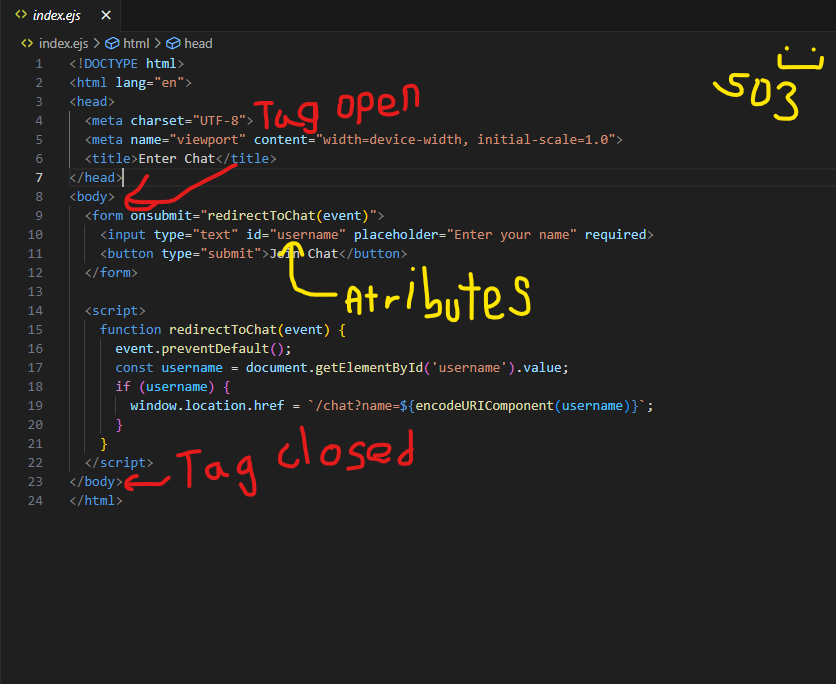 index.ejs
index.ejs > html > head
503
1 <!DOCTYPE html>
2 <html lang="en">
3 <head>
4 <meta charset="UTF-8">
Tag open
5 <meta name="viewport" content="width=device-width, initial-scale=1.0">
6 <title>Enter Chat</title>
7 </head>
8 <body>
9 <form onsubmit="redirectToChat(event)">
10 <input type="text" id="username" placeholder="Enter your name" required>
11 <button type="submit">Join Chat</button>
12 </form>
13
Atributes
14 <script>
15 function redirectToChat(event) {
16 event.preventDefault();
17 const username = document.getElementById('username').value;
18 if (username) {
19 window.location.href = `/chat?name=${encodeURIComponent(username)}`;
20 }
21 }
22 </script>
Tag closed
23 </body>
24 </html>